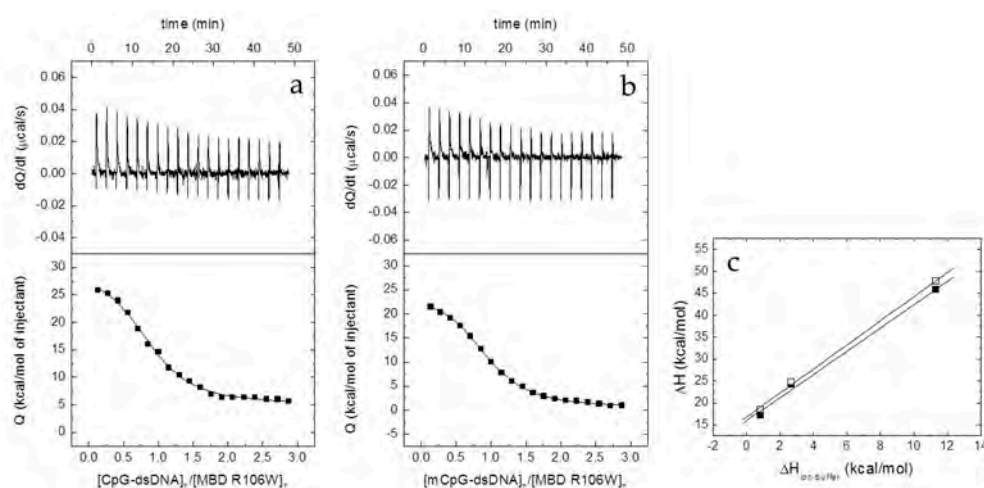 time (min)
0 10 20 30 40 50
a
0.06
0.04
0.02
0.00
-0.02
-0.04
dQ/dt (µcal/s)
30
25
20
15
10
5
0
Q (kcal/mol of injectant)
0.0 0.5 1.0 1.5 2.0 2.5 3.0
[CpG-dsDNA]T/[MBD R106W]T
time (min)
0 10 20 30 40 50
b
0.06
0.04
0.02
0.00
-0.02
-0.04
-0.06
dQ/dt (µcal/s)
30
25
20
15
10
5
0
-5
Q (kcal/mol of injectant)
0.0 0.5 1.0 1.5 2.0 2.5 3.0
[mCpG-dsDNA]T/[MBD R106W]T
c
55
50
45
40
35
30
25
20
15
ΔH (kcal/mol)
-2 0 2 4 6 8 10 12 14
ΔHion,buffer (kcal/mol)